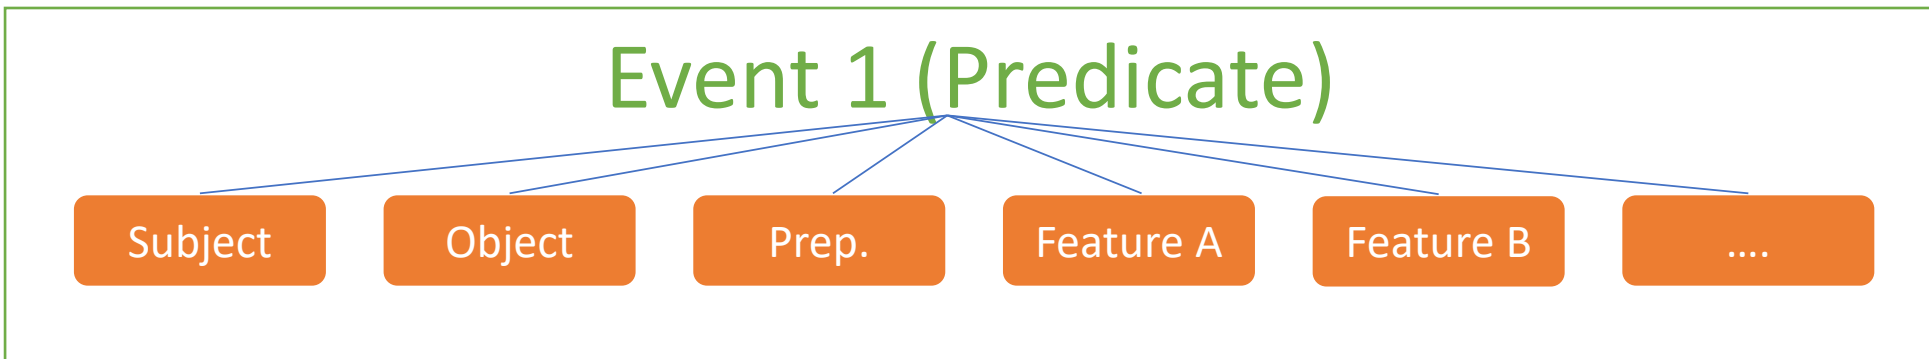 Event 1 (Predicate)
Subject
Object
Prep.
Feature A
Feature B
....